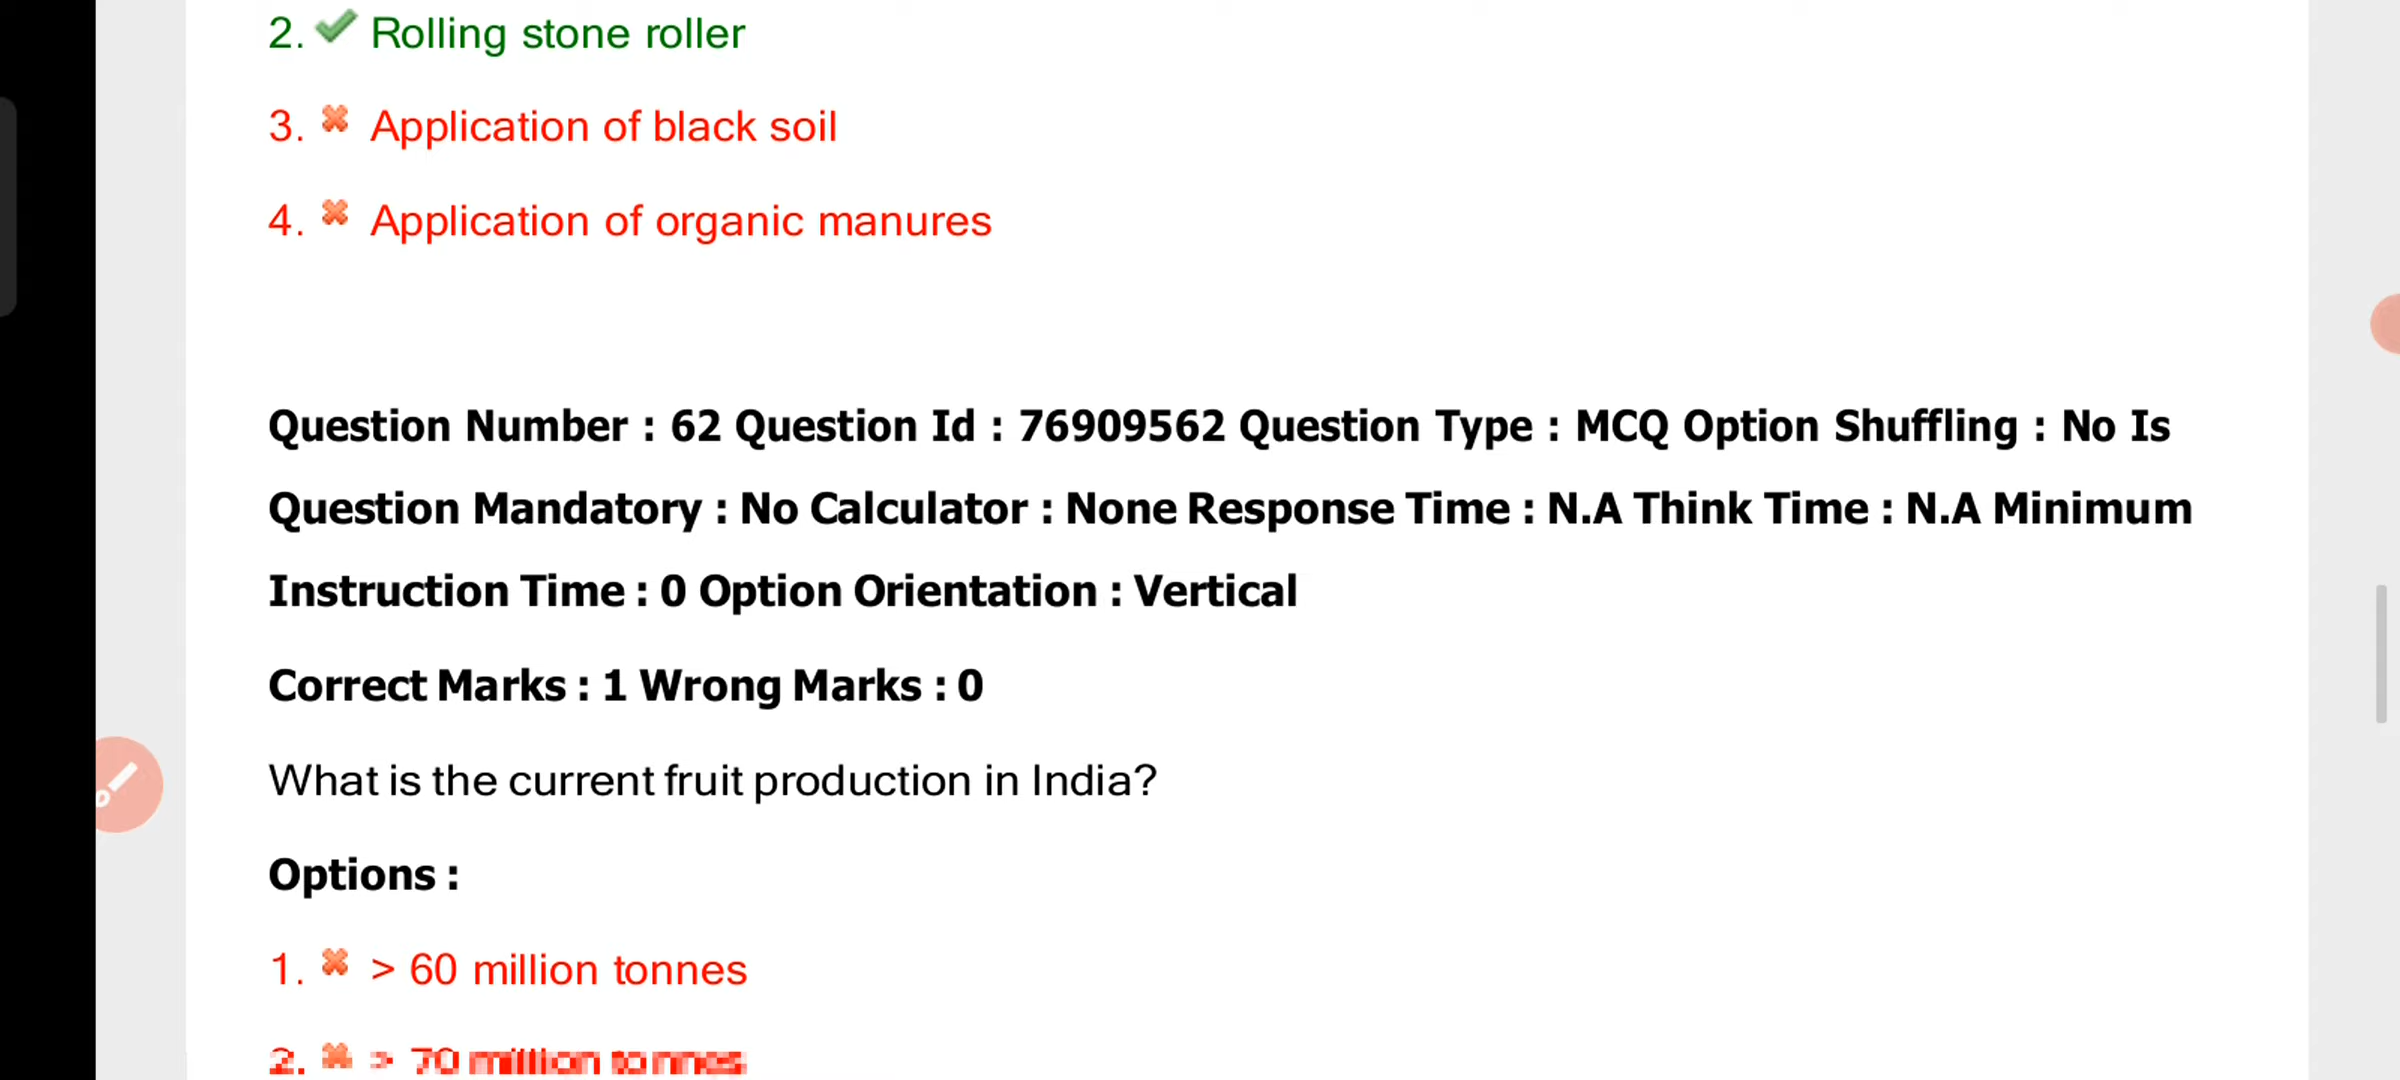 2. Rolling stone roller
3. Application of black soil
4. Application of organic manures
Question Number : 62 Question Id : 76909562 Question Type : MCQ Option Shuffling : No Is
Question Mandatory : No Calculator : None Response Time : N.A Think Time : N.A Minimum
Instruction Time : 0 Option Orientation : Vertical
Correct Marks : 1 Wrong Marks : 0
What is the current fruit production in India?
Options :
1. > 60 million tonnes
2. > 70 million tonnes